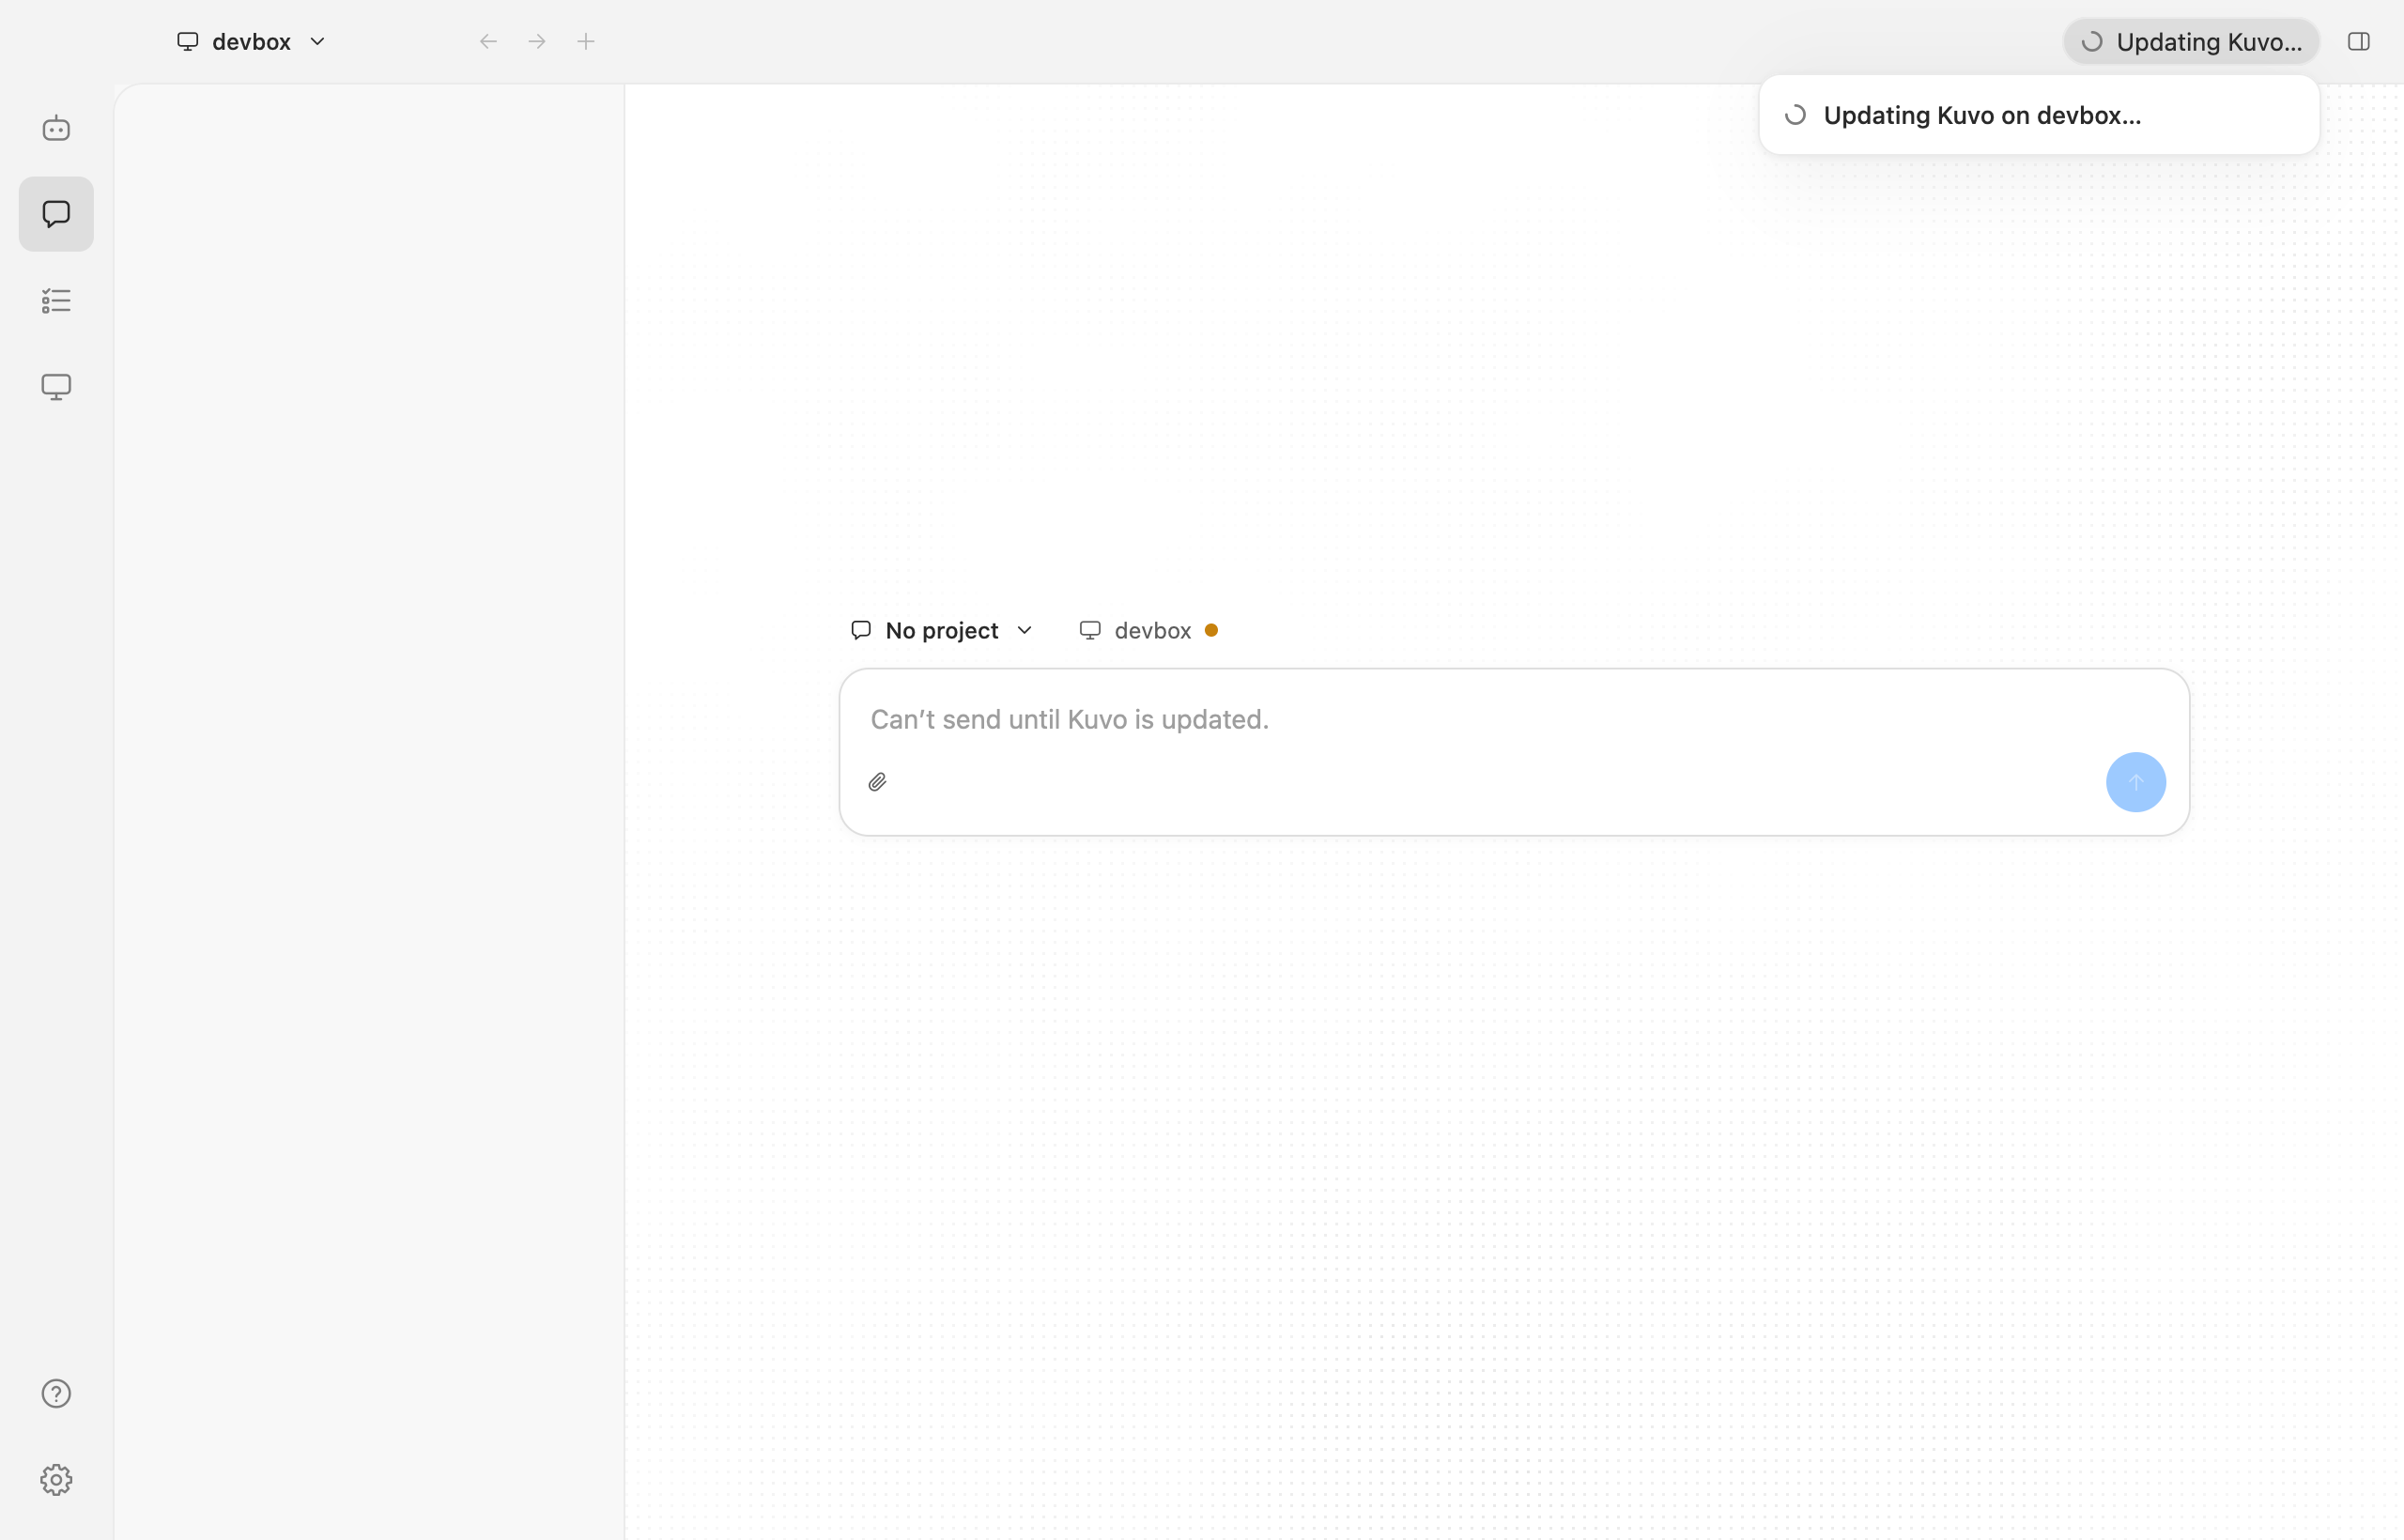 devbox
Updating Kuvo...
Updating Kuvo on devbox...
No project
devbox
Can’t send until Kuvo is updated.